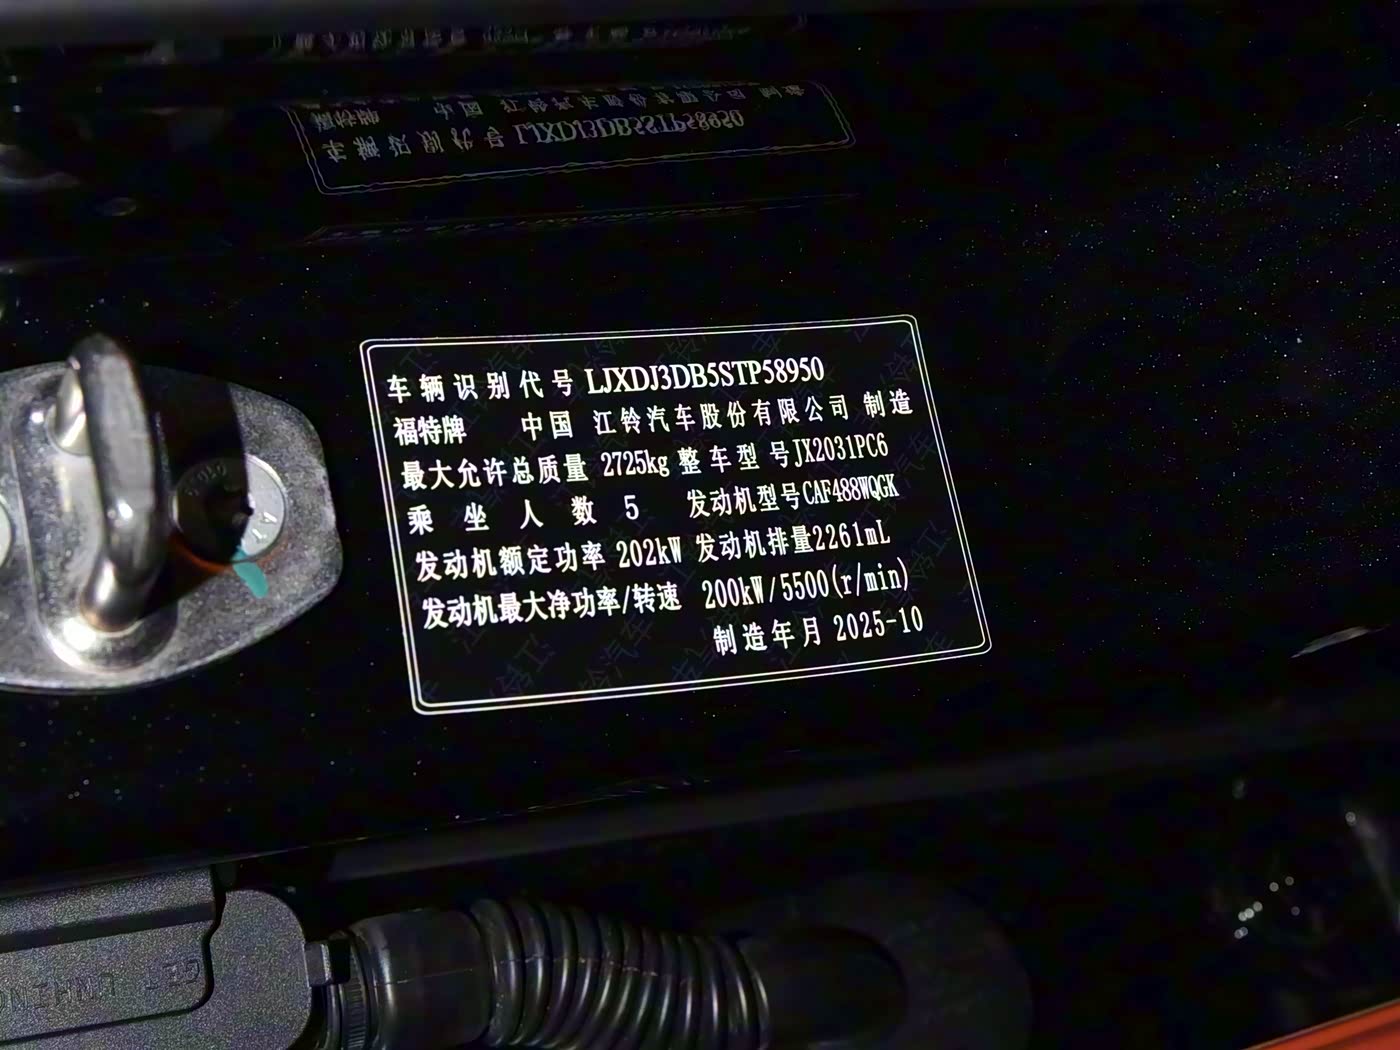 车辆识别代号 LJXDJ3DB5STP58950
福特牌 中国 江铃汽车股份有限公司 制造
最大允许总质量 2725kg 整车型号JX2031PC6
乘坐人数 5 发动机型号CAF488WQGK
发动机额定功率 202kW 发动机排量2261mL
发动机最大净功率/转速 200kW/5500(r/min)
制造年月 2025-10